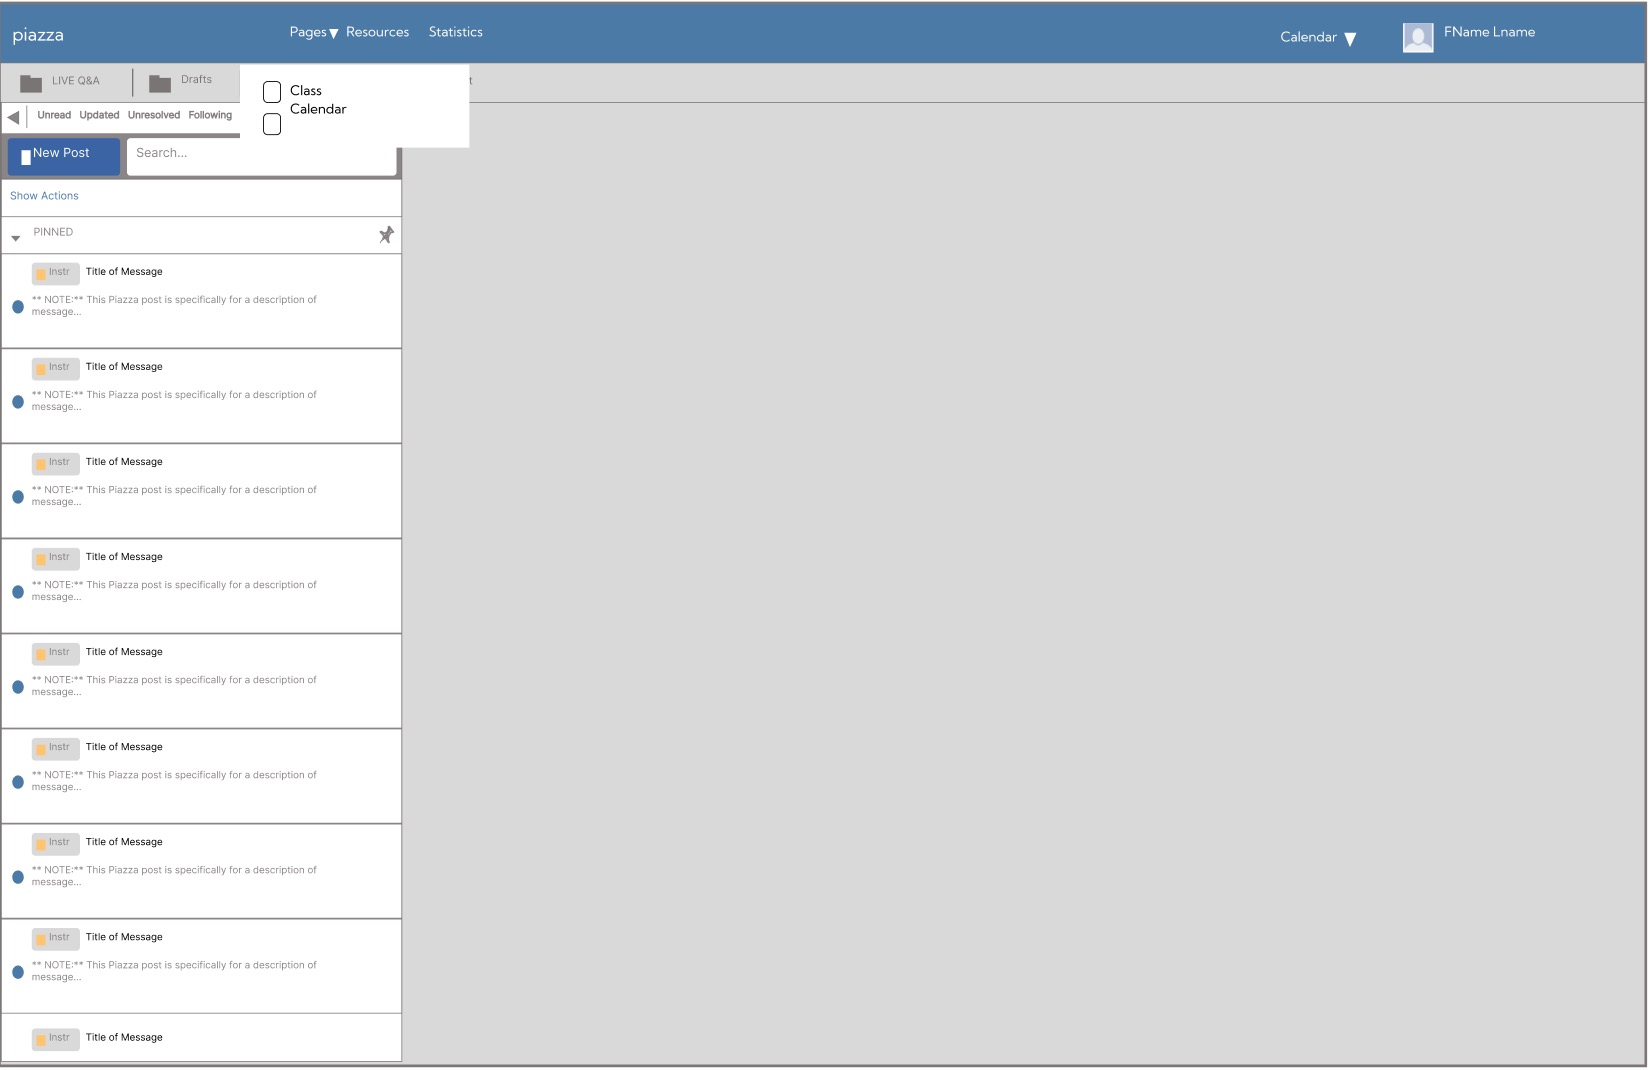 piazza
Pages Resources Statistics
Calendar
FName Lname
LIVE Q&A
Drafts
Class
Calendar
Unread Updated Unresolved Following
New Post
Search...
Show Actions
PINNED
Instr Title of Message
** NOTE:** This Piazza post is specifically for a description of
message...
Instr Title of Message
** NOTE:** This Piazza post is specifically for a description of
message...
Instr Title of Message
** NOTE:** This Piazza post is specifically for a description of
message...
Instr Title of Message
** NOTE:** This Piazza post is specifically for a description of
message...
Instr Title of Message
** NOTE:** This Piazza post is specifically for a description of
message...
Instr Title of Message
** NOTE:** This Piazza post is specifically for a description of
message...
Instr Title of Message
** NOTE:** This Piazza post is specifically for a description of
message...
Instr Title of Message
** NOTE:** This Piazza post is specifically for a description of
message...
Instr Title of Message